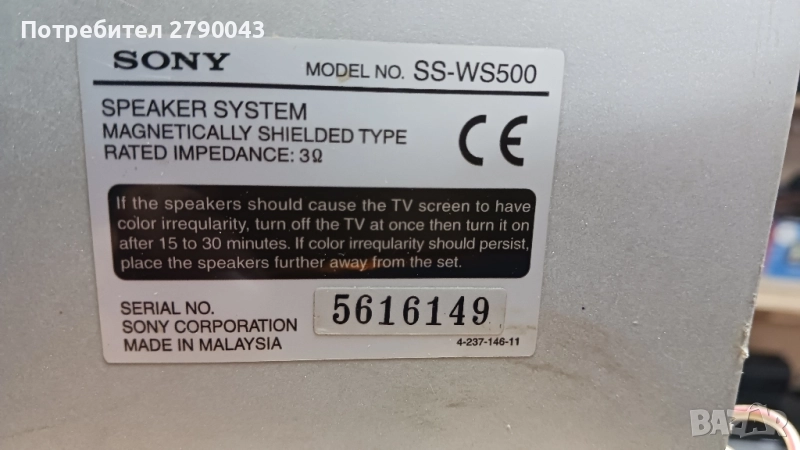 Потребител 2790043
SONY MODEL NO. SS-WS500
SPEAKER SYSTEM
MAGNETICALLY SHIELDED TYPE
RATED IMPEDANCE: 3Ω
CE
If the speakers should cause the TV screen to have
color irreqularity, turn off the TV at once then turn it on
after 15 to 30 minutes. If color irreqularity should persist,
place the speakers further away from the set.
SERIAL NO. 5616149
SONY CORPORATION
MADE IN MALAYSIA 4-237-146-11
BAZAR